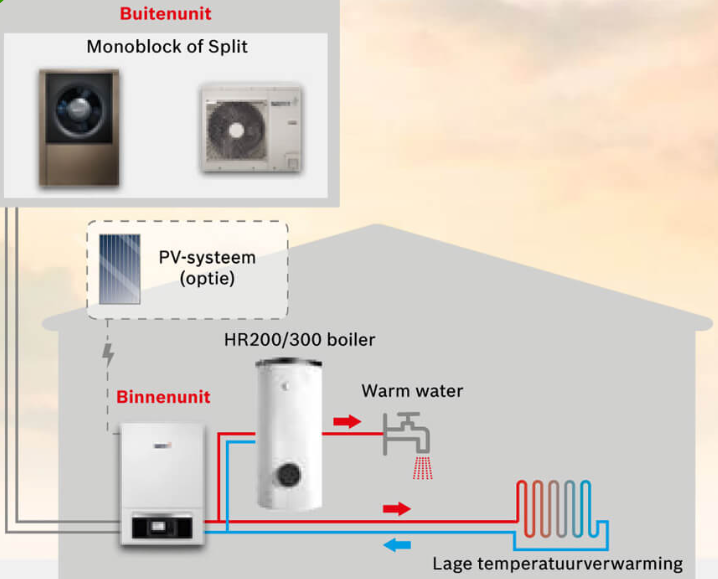 Buitenunit
Monoblock of Split
PV-systeem
(optie)
HR200/300 boiler
Warm water
Binnenunit
Lage temperatuurverwarming